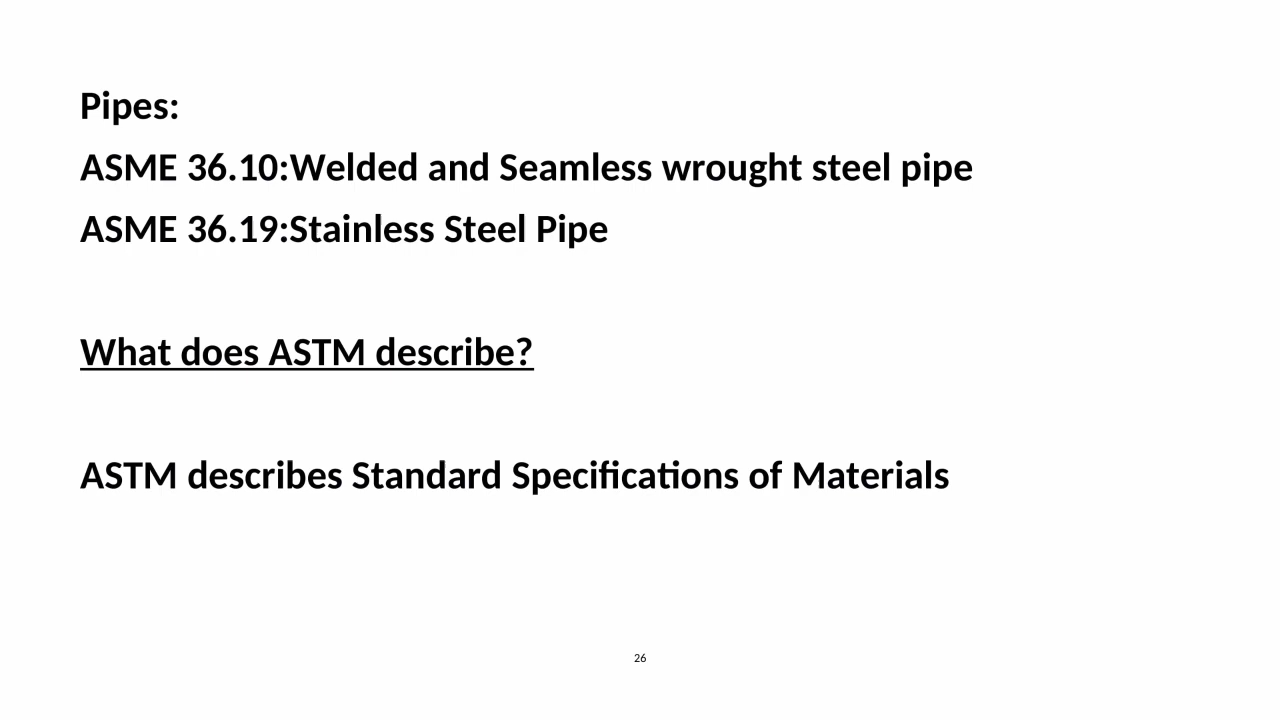 Pipes:
ASME 36.10:Welded and Seamless wrought steel pipe
ASME 36.19:Stainless Steel Pipe
What does ASTM describe?
ASTM describes Standard Specifications of Materials
26